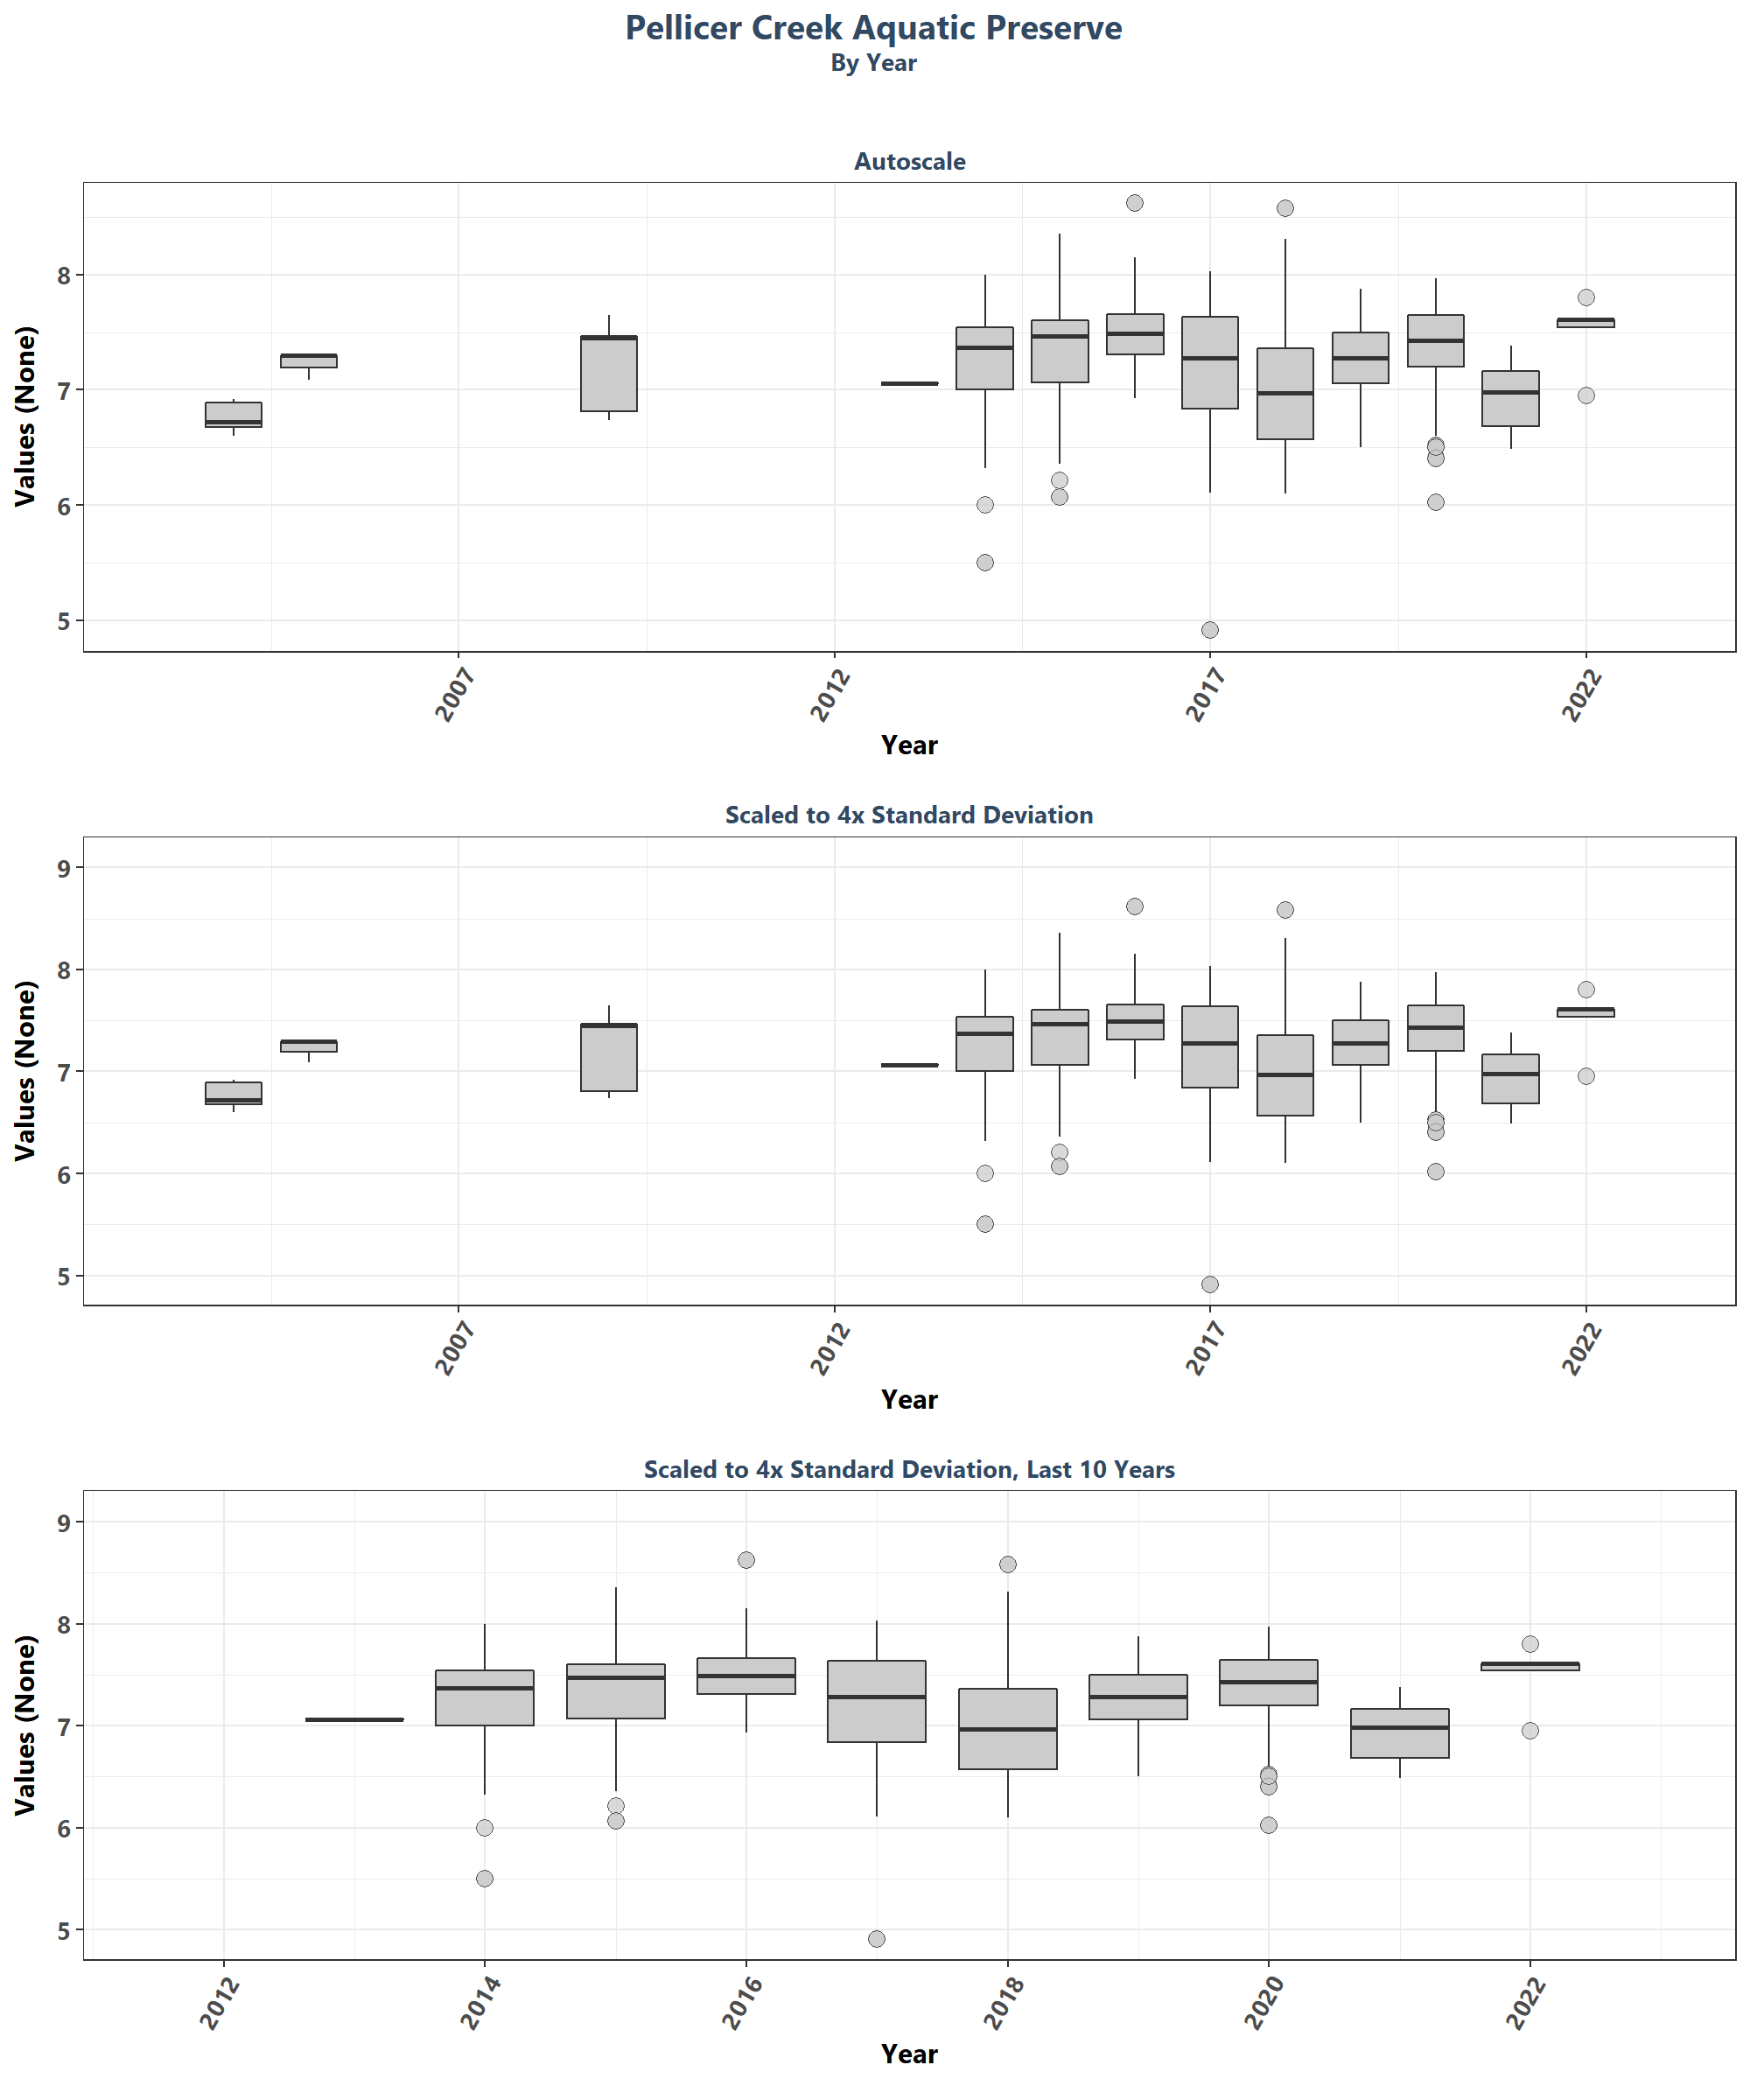 Pellicer Creek Aquatic Preserve
By Year
Autoscale
Values (None)
8
7
6
5
2007
2012
2017
2022
Year
Scaled to 4x Standard Deviation
Values (None)
9
8
7
6
5
2007
2012
2017
2022
Year
Scaled to 4x Standard Deviation, Last 10 Years
Values (None)
9
8
7
6
5
2012
2014
2016
2018
2020
2022
Year